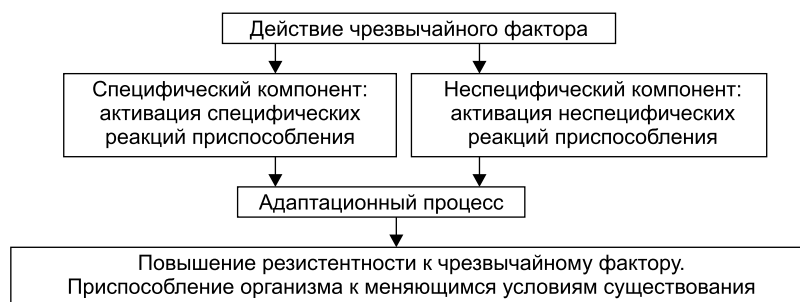 Действие чрезвычайного фактора
Специфический компонент:
активация специфических
реакций приспособления
Неспецифический компонент:
активация неспецифических
реакций приспособления
Адаптационный процесс
Повышение резистентности к чрезвычайному фактору.
Приспособление организма к меняющимся условиям существования